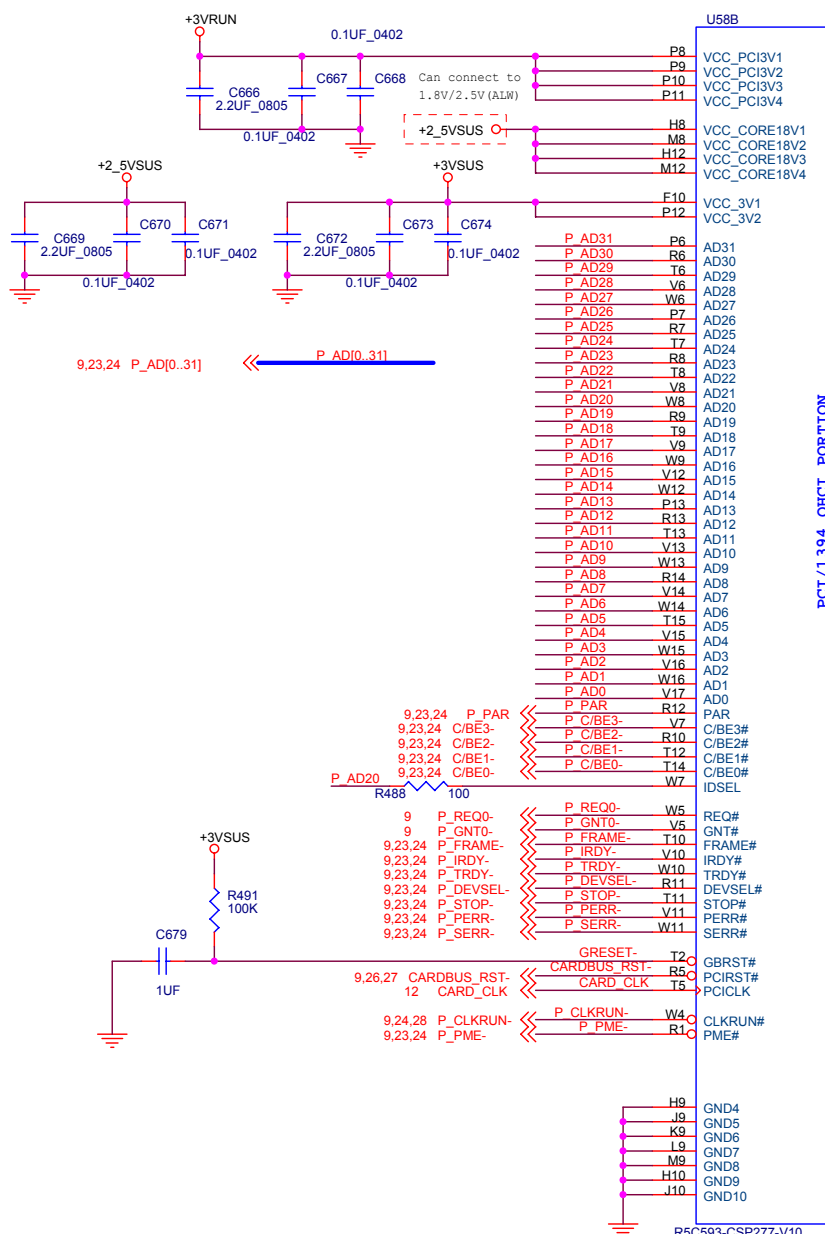 +3VRUN
0.1UF_0402
C666
2.2UF_0805
C667
C668
0.1UF_0402
Can connect to
1.8V/2.5V(ALW)
+2_5VSUS
+2_5VSUS
C669
2.2UF_0805
C670
C671
0.1UF_0402
0.1UF_0402
+3VSUS
C672
2.2UF_0805
C673
C674
0.1UF_0402
0.1UF_0402
9,23,24 P_AD[0..31]
P_AD[0..31]
U58B
P8 VCC_PCI3V1
P9 VCC_PCI3V2
P10 VCC_PCI3V3
P11 VCC_PCI3V4
H8 VCC_CORE18V1
M8 VCC_CORE18V2
H12 VCC_CORE18V3
M12 VCC_CORE18V4
F10 VCC_3V1
P12 VCC_3V2
P_AD31 P6 AD31
P_AD30 R6 AD30
P_AD29 T6 AD29
P_AD28 V6 AD28
P_AD27 W6 AD27
P_AD26 P7 AD26
P_AD25 R7 AD25
P_AD24 T7 AD24
P_AD23 R8 AD23
P_AD22 T8 AD22
P_AD21 V8 AD21
P_AD20 W8 AD20
P_AD19 R9 AD19
P_AD18 T9 AD18
P_AD17 V9 AD17
P_AD16 W9 AD16
P_AD15 V12 AD15
P_AD14 W12 AD14
P_AD13 P13 AD13
P_AD12 R13 AD12
P_AD11 T13 AD11
P_AD10 V13 AD10
P_AD9 W13 AD9
P_AD8 R14 AD8
P_AD7 V14 AD7
P_AD6 W14 AD6
P_AD5 T15 AD5
P_AD4 V15 AD4
P_AD3 W15 AD3
P_AD2 V16 AD2
P_AD1 W16 AD1
P_AD0 V17 AD0
9,23,24 P_PAR P_PAR R12 PAR
9,23,24 C/BE3- P_C/BE3- V7 C/BE3#
9,23,24 C/BE2- P_C/BE2- R10 C/BE2#
9,23,24 C/BE1- P_C/BE1- T12 C/BE1#
9,23,24 C/BE0- P_C/BE0- T14 C/BE0#
P_AD20 R488 100 W7 IDSEL
9 P_REQ0- P_REQ0- W5 REQ#
9 P_GNT0- P_GNT0- V5 GNT#
9,23,24 P_FRAME- P_FRAME- T10 FRAME#
9,23,24 P_IRDY- P_IRDY- V10 IRDY#
9,23,24 P_TRDY- P_TRDY- W10 TRDY#
9,23,24 P_DEVSEL- P_DEVSEL- R11 DEVSEL#
9,23,24 P_STOP- P_STOP- T11 STOP#
9,23,24 P_PERR- P_PERR- V11 PERR#
9,23,24 P_SERR- P_SERR- W11 SERR#
+3VSUS
R491
100K
C679
1UF
GRESET- T2 GBRST#
9,26,27 CARDBUS_RST- CARDBUS_RST- R5 PCIRST#
12 CARD_CLK CARD_CLK T5 PCICLK
9,24,28 P_CLKRUN- P_CLKRUN- W4 CLKRUN#
9,23,24 P_PME- P_PME- R1 PME#
H9 GND4
J9 GND5
K9 GND6
L9 GND7
M9 GND8
H10 GND9
J10 GND10
PCI/1394 OHCI PORTION
R5C593-CSP277-V10